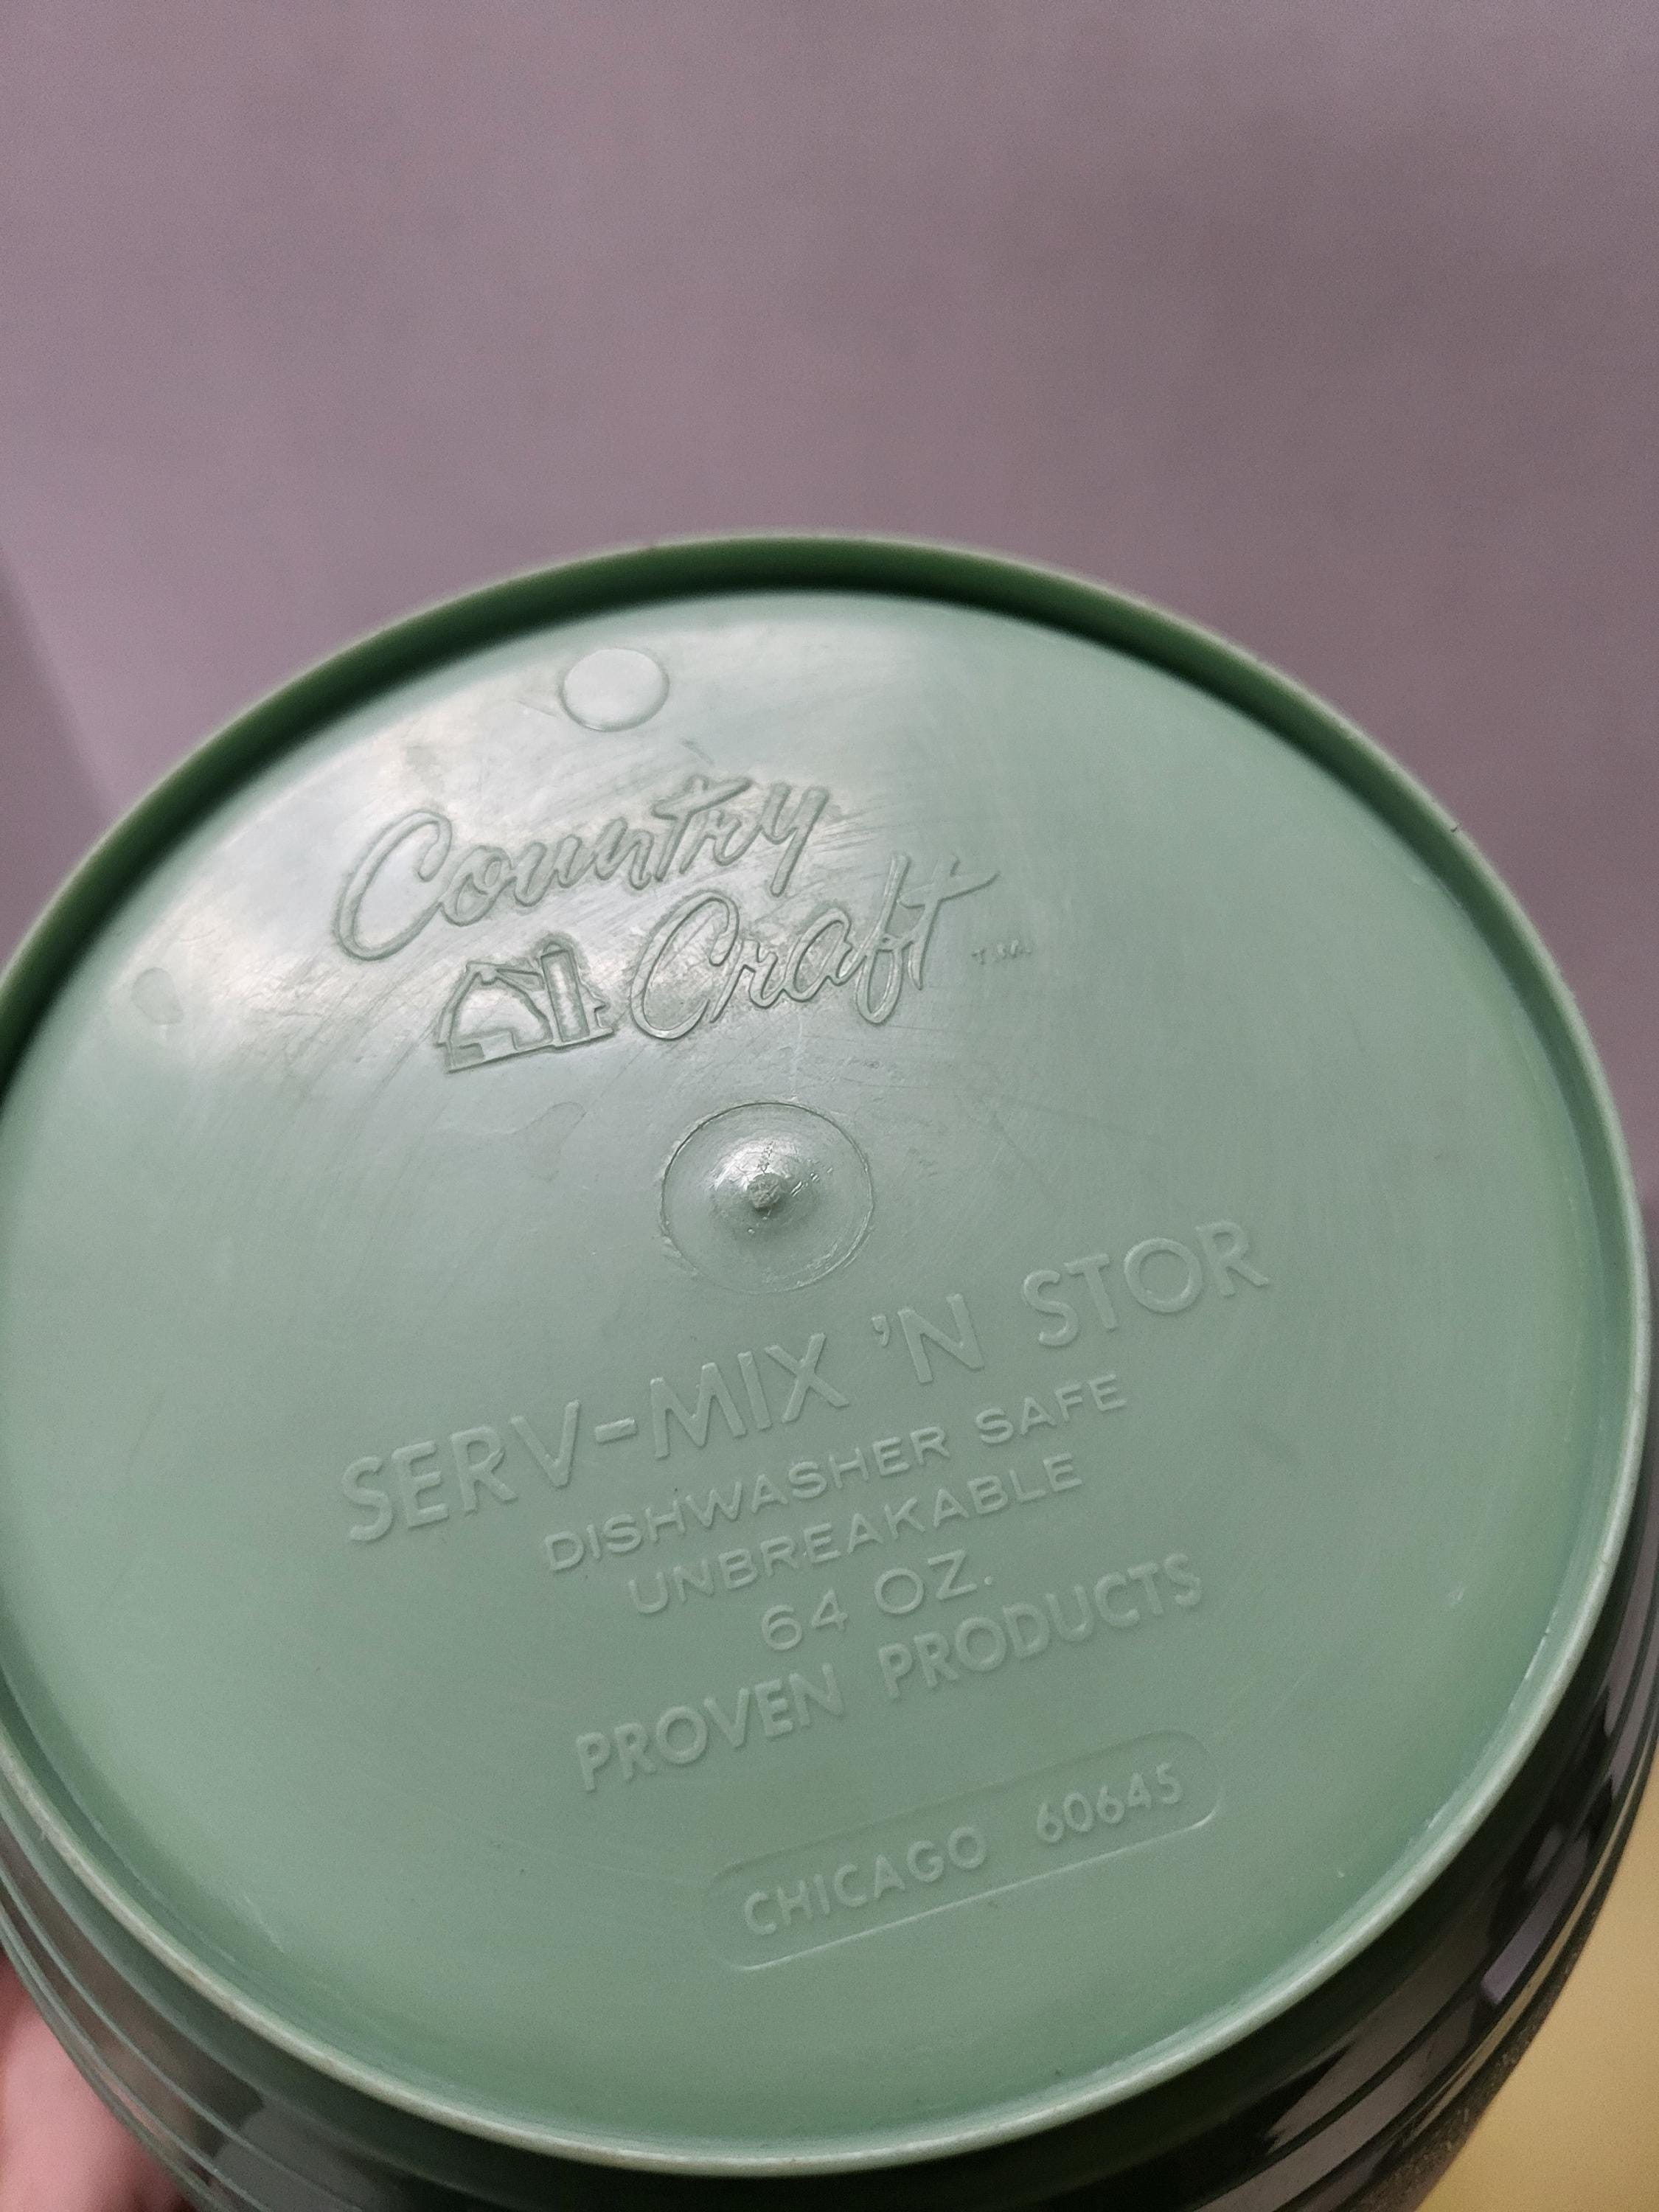 Country
Craft TM
SERV-MIX 'N STOR
DISHWASHER SAFE
UNBREAKABLE
64 OZ.
PROVEN PRODUCTS
CHICAGO 60645